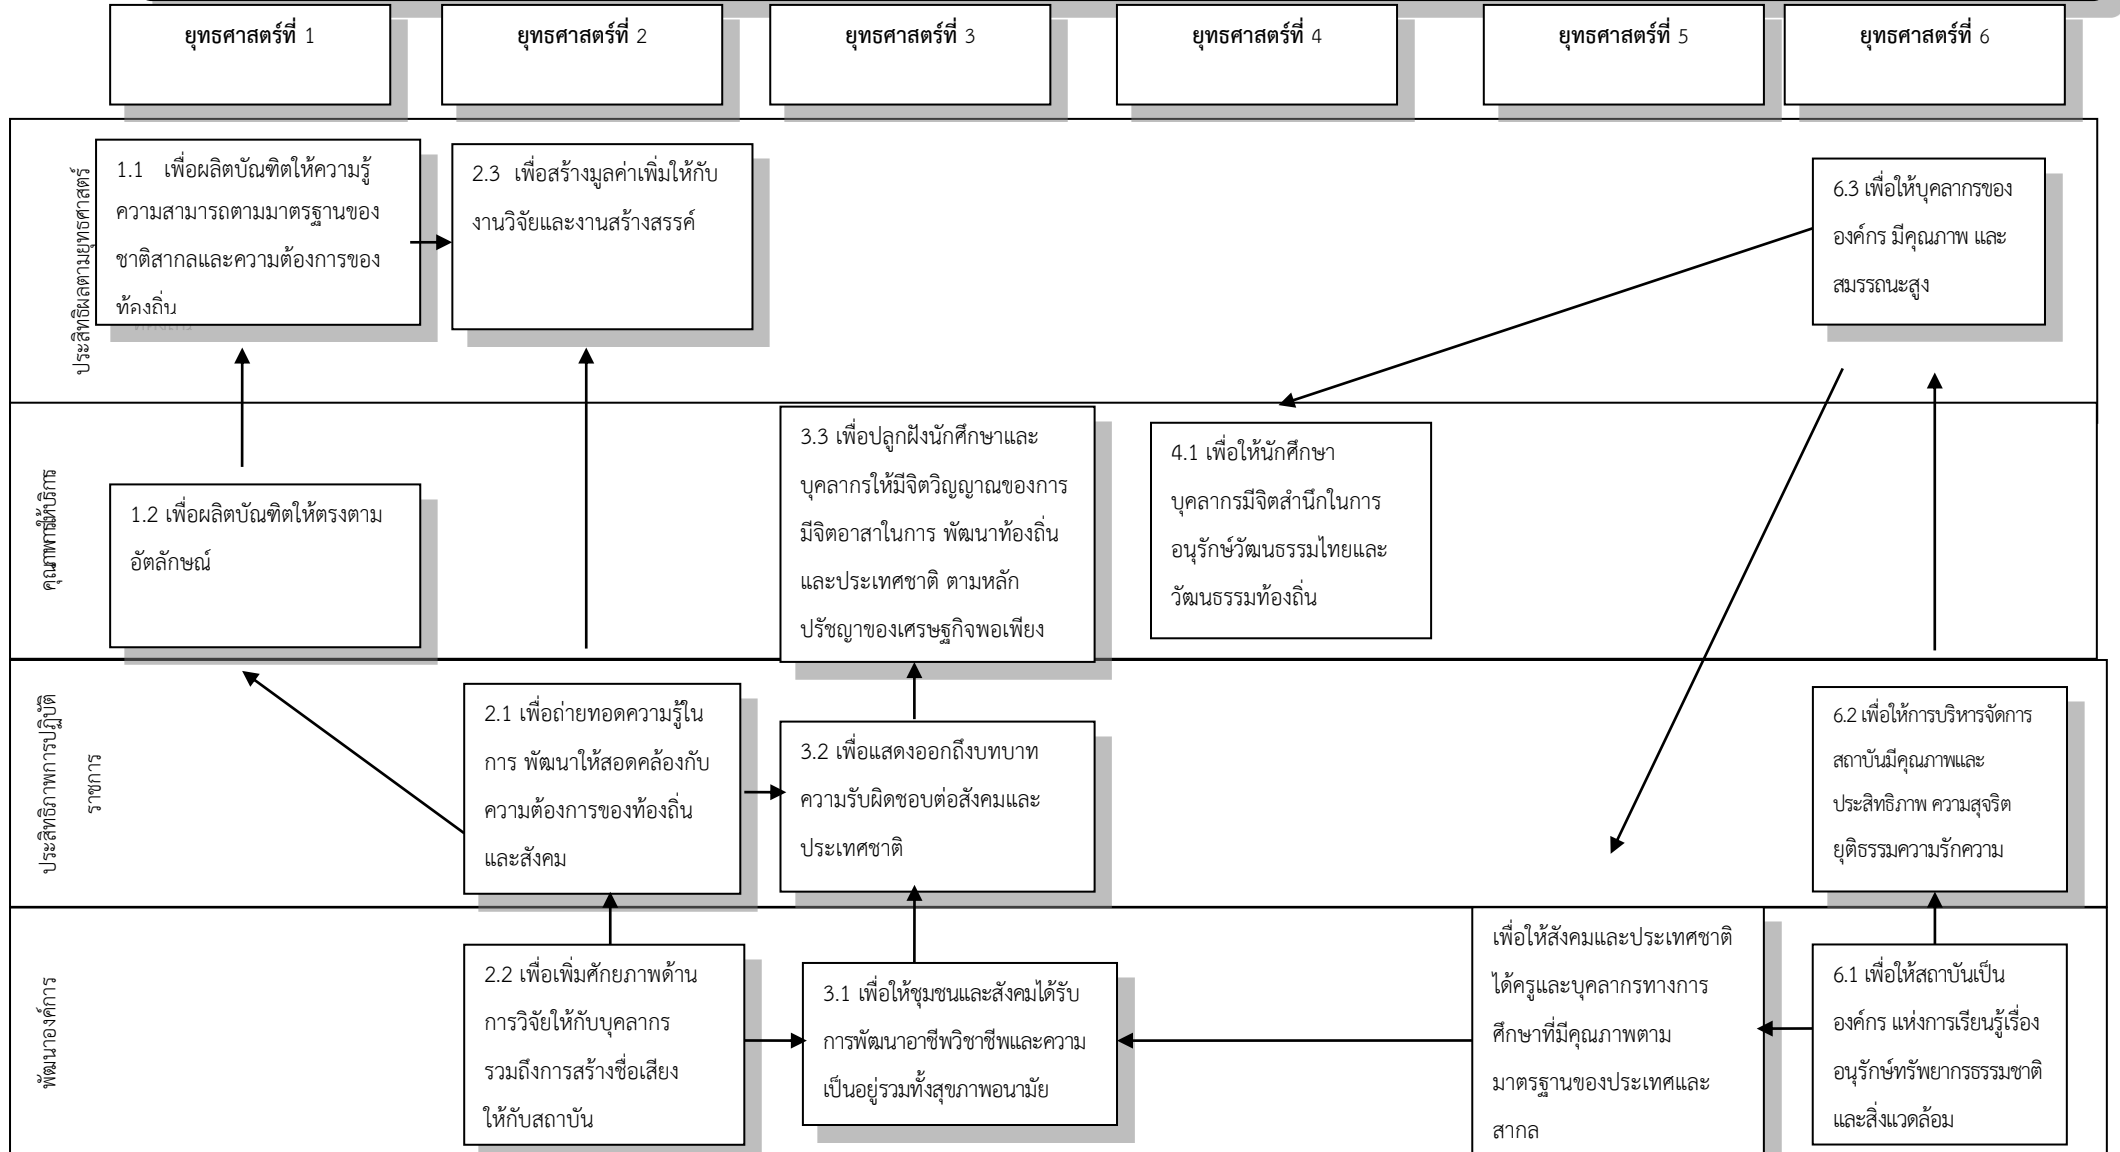 ยุทธศาสตร์ที่ 1
ยุทธศาสตร์ที่ 2
ยุทธศาสตร์ที่ 3
ยุทธศาสตร์ที่ 4
ยุทธศาสตร์ที่ 5
ยุทธศาสตร์ที่ 6
ประสิทธิผลตามยุทธศาสตร์
1.1 เพื่อผลิตบัณฑิตให้ความรู้
ความสามารถตามมาตรฐานของ
ชาติสากลและความต้องการของ
ท้องถิ่น
2.3 เพื่อสร้างมูลค่าเพิ่มให้กับ
งานวิจัยและงานสร้างสรรค์
6.3 เพื่อให้บุคลากรของ
องค์กร มีคุณภาพ และ
สมรรถนะสูง
คุณภาพการให้บริการ
1.2 เพื่อผลิตบัณฑิตให้ตรงตาม
อัตลักษณ์
3.3 เพื่อปลูกฝังนักศึกษาและ
บุคลากรให้มีจิตวิญญาณของการ
มีจิตอาสาในการ พัฒนาท้องถิ่น
และประเทศชาติ ตามหลัก
ปรัชญาของเศรษฐกิจพอเพียง
4.1 เพื่อให้นักศึกษา
บุคลากรมีจิตสำนึกในการ
อนุรักษ์วัฒนธรรมไทยและ
วัฒนธรรมท้องถิ่น
ประสิทธิภาพการปฏิบัติ
ราชการ
2.1 เพื่อถ่ายทอดความรู้ใน
การ พัฒนาให้สอดคล้องกับ
ความต้องการของท้องถิ่น
และสังคม
3.2 เพื่อแสดงออกถึงบทบาท
ความรับผิดชอบต่อสังคมและ
ประเทศชาติ
6.2 เพื่อให้การบริหารจัดการ
สถาบันมีคุณภาพและ
ประสิทธิภาพ ความสุจริต
ยุติธรรมความรักความ
พัฒนาองค์การ
2.2 เพื่อเพิ่มศักยภาพด้าน
การวิจัยให้กับบุคลากร
รวมถึงการสร้างชื่อเสียง
ให้กับสถาบัน
3.1 เพื่อให้ชุมชนและสังคมได้รับ
การพัฒนาอาชีพวิชาชีพและความ
เป็นอยู่รวมทั้งสุขภาพอนามัย
เพื่อให้สังคมและประเทศชาติ
ได้ครูและบุคลากรทางการ
ศึกษาที่มีคุณภาพตาม
มาตรฐานของประเทศและ
สากล
6.1 เพื่อให้สถาบันเป็น
องค์กร แห่งการเรียนรู้เรื่อง
อนุรักษ์ทรัพยากรธรรมชาติ
และสิ่งแวดล้อม